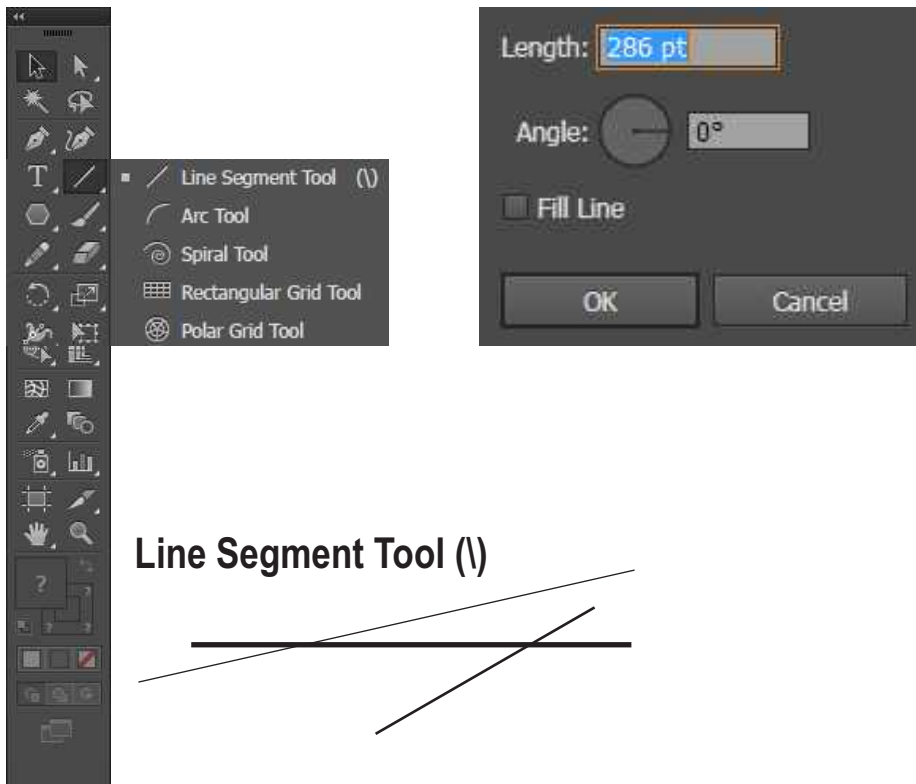 Line Segment Tool (\)
Arc Tool
Spiral Tool
Rectangular Grid Tool
Polar Grid Tool
Length: 286 pt
Angle: 0°
Fill Line
OK Cancel
Line Segment Tool (\)
T
?
?
? ?